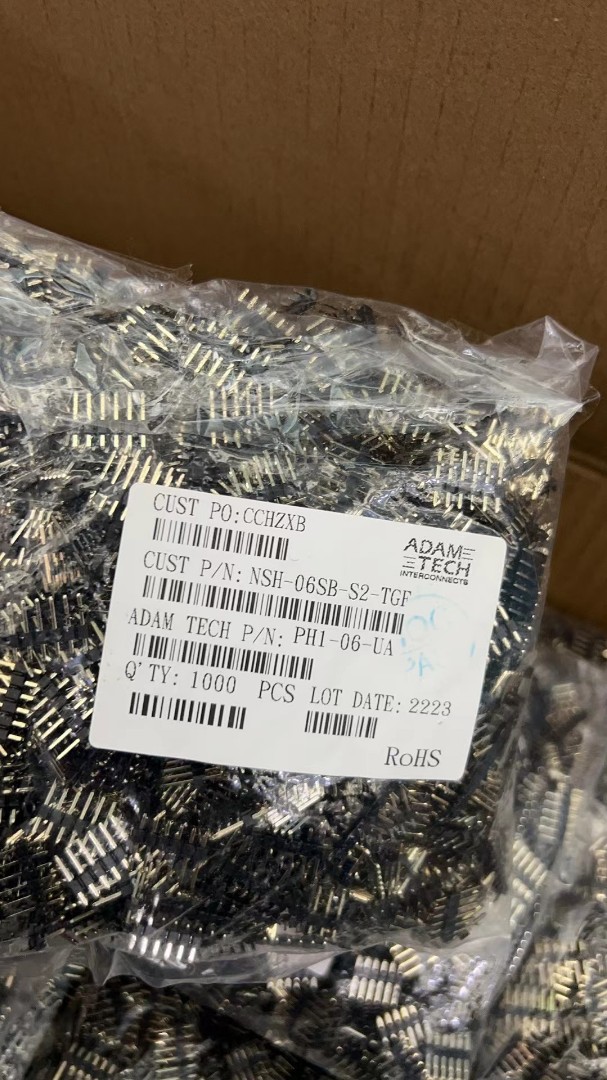 CUST PO:CCHZXB
ADAM
TECH
INTERCONNECTS
CUST P/N: NSH-06SB-S2-TGF
ADAM TECH P/N: PH1-06-UA
Q'TY: 1000 PCS LOT DATE: 2223
RoHS